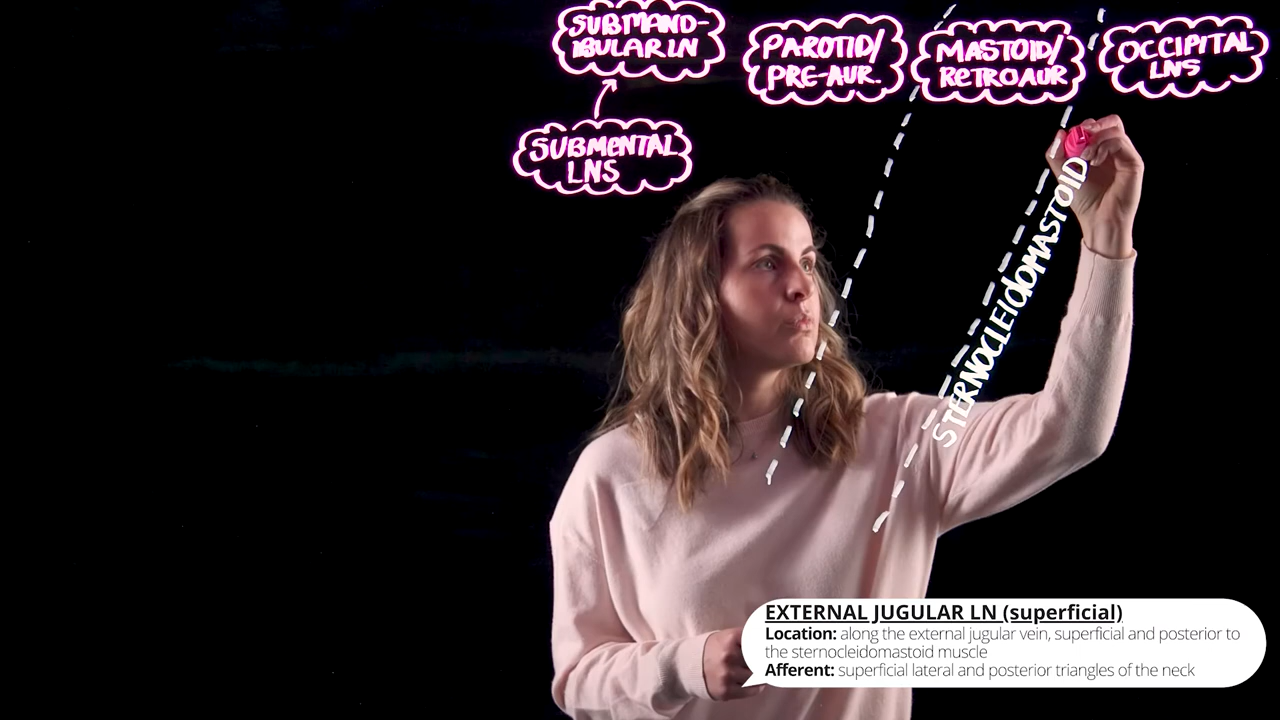 SUBMAND-
IBULAR LN
PAROTID/
PRE-AUR.
MASTOID/
RETROAUR
OCCIPITAL
LNS
SUBMENTAL
LNS
STERNOCLEIDOMASTOID
EXTERNAL JUGULAR LN (superficial)
Location: along the external jugular vein, superficial and posterior to
the sternocleidomastoid muscle
Afferent: superficial lateral and posterior triangles of the neck